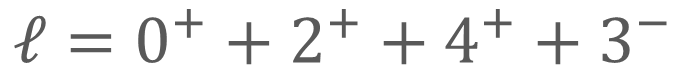 ℓ = 0⁺ + 2⁺ + 4⁺ + 3⁻